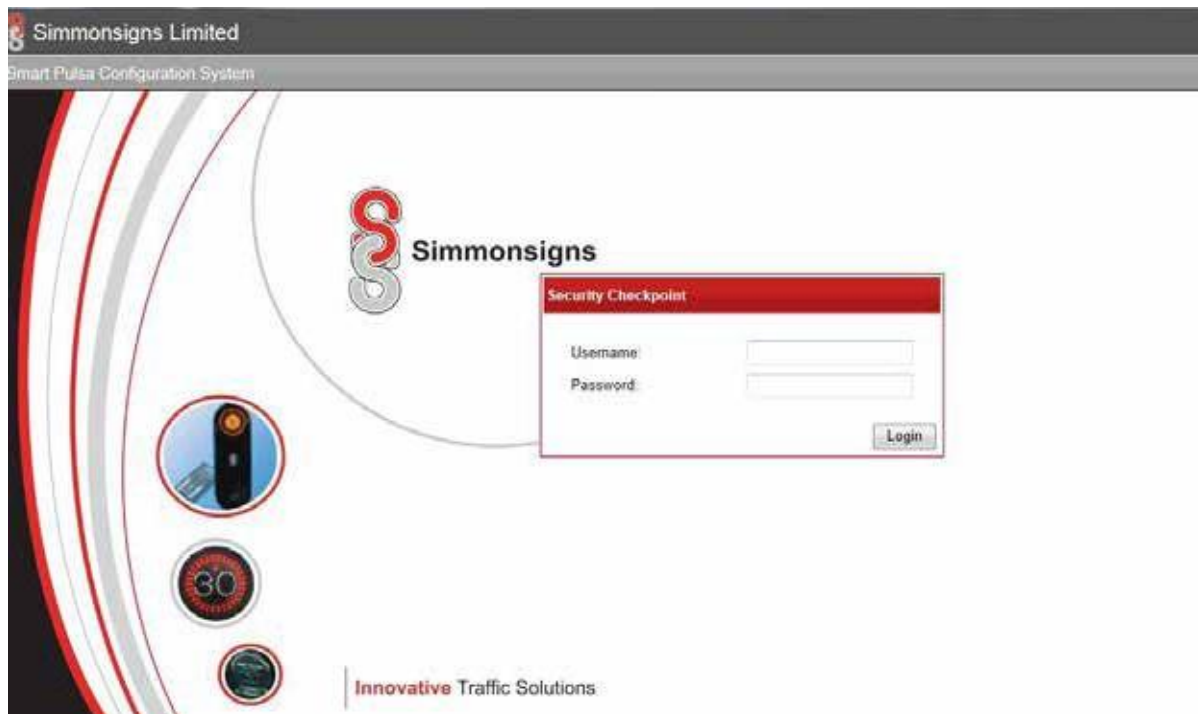 Simmonsigns Limited
Smart Pulsa Configuration System
Simmonsigns
Security Checkpoint
Username:
Password:
Login
30
Innovative Traffic Solutions